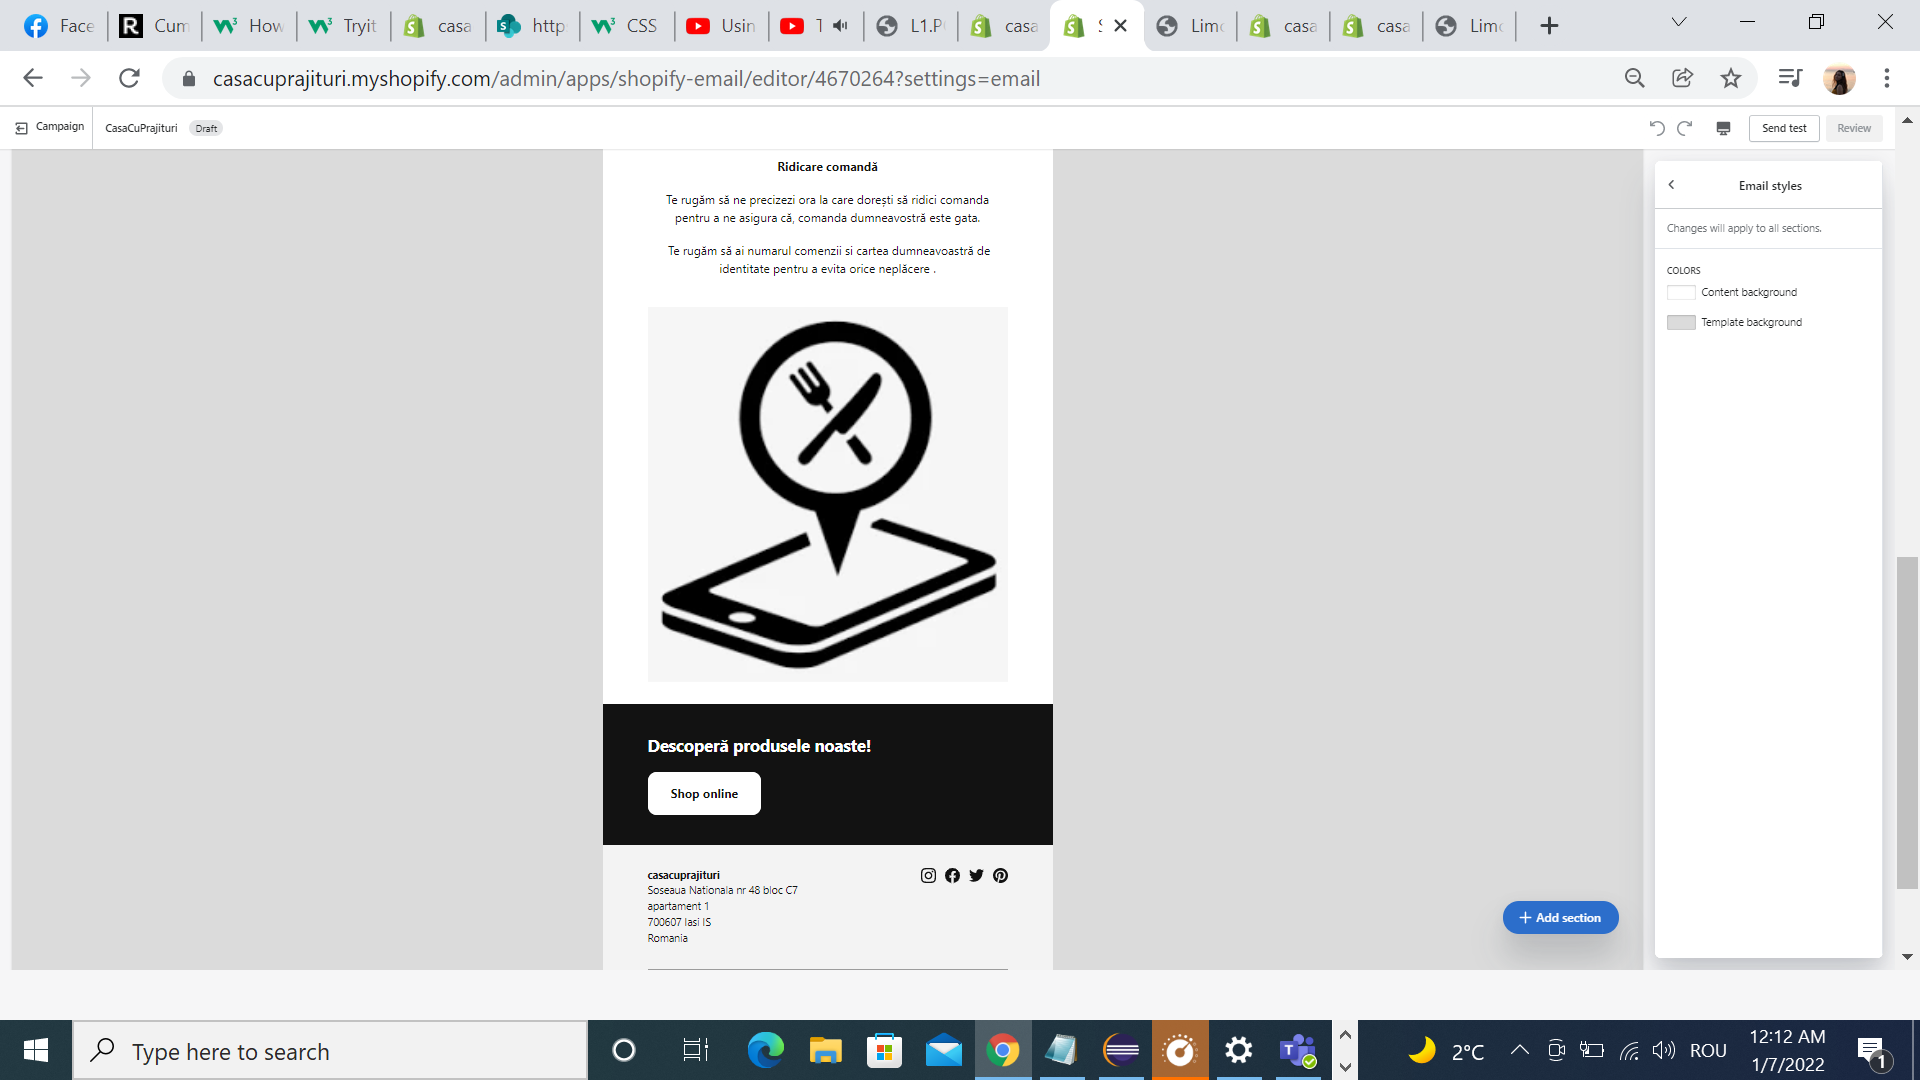 Face
Cum
How
Tryit
casa
http
CSS
Usin
L1.P
casa
Limo
casa
casa
Limo
casacuprajituri.myshopify.com/admin/apps/shopify-email/editor/4670264?settings=email
Campaign
CasaCuPrajituri
Draft
Send test
Review
Ridicare comandă
Te rugăm să ne precizezi ora la care dorești să ridici comanda
pentru a ne asigura că, comanda dumneavostră este gata.
Te rugăm să ai numarul comenzii si cartea dumneavoastră de
identitate pentru a evita orice neplăcere .
Descoperă produsele noaste!
Shop online
casacuprajituri
Soseaua Nationala nr 48 bloc C7
apartament 1
700607 Iasi IS
Romania
Email styles
Changes will apply to all sections.
COLORS
Content background
Template background
+ Add section
Type here to search
2°C
ROU
12:12 AM
1/7/2022
1